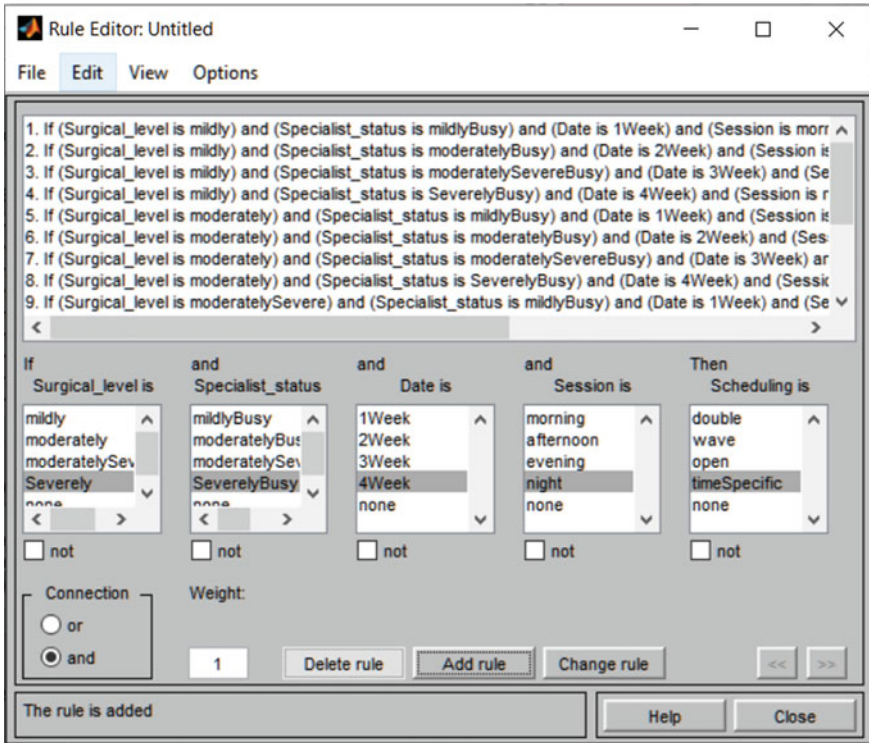 Rule Editor: Untitled
File Edit View Options
1. If (Surgical_level is mildly) and (Specialist_status is mildlyBusy) and (Date is 1Week) and (Session is morr
2. If (Surgical_level is mildly) and (Specialist_status is moderatelyBusy) and (Date is 2Week) and (Session is
3. If (Surgical_level is mildly) and (Specialist_status is moderatelySevereBusy) and (Date is 3Week) and (Se
4. If (Surgical_level is mildly) and (Specialist_status is SeverelyBusy) and (Date is 4Week) and (Session is r
5. If (Surgical_level is moderately) and (Specialist_status is mildlyBusy) and (Date is 1Week) and (Session is
6. If (Surgical_level is moderately) and (Specialist_status is moderatelyBusy) and (Date is 2Week) and (Ses
7. If (Surgical_level is moderately) and (Specialist_status is moderatelySevereBusy) and (Date is 3Week) ar
8. If (Surgical_level is moderately) and (Specialist_status is SeverelyBusy) and (Date is 4Week) and (Sessic
9. If (Surgical_level is moderatelySevere) and (Specialist_status is mildlyBusy) and (Date is 1Week) and (Se
If and and and Then
Surgical_level is Specialist_status Date is Session is Scheduling is
mildly mildlyBusy 1Week morning double
moderately moderatelyBus 2Week afternoon wave
moderatelySev moderatelySev 3Week evening open
Severely SeverelyBusy 4Week night timeSpecific
none none none none none
not not not not not
Connection Weight:
or
and 1 Delete rule Add rule Change rule << >>
The rule is added Help Close